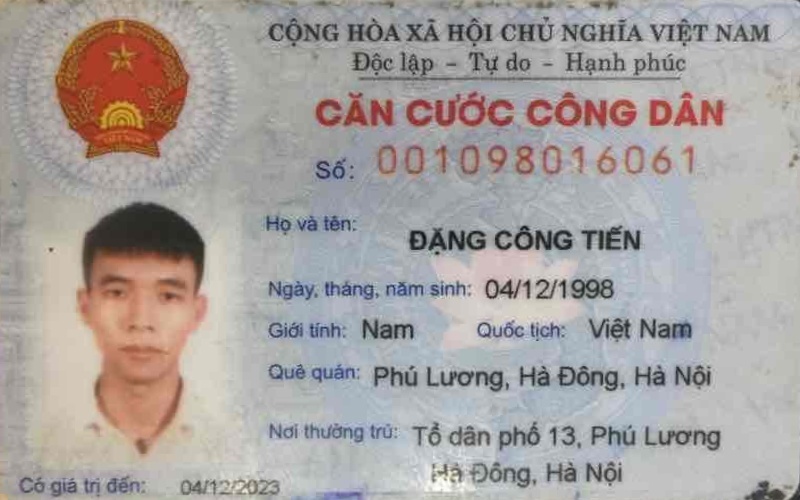 CỘNG HÒA XÃ HỘI CHỦ NGHĨA VIỆT NAM
Độc lập - Tự do - Hạnh phúc
CĂN CƯỚC CÔNG DÂN
Số: 001098016061
Họ và tên:
ĐẶNG CÔNG TIẾN
Ngày, tháng, năm sinh: 04/12/1998
Giới tính: Nam Quốc tịch: Việt Nam
Quê quán: Phú Lương, Hà Đông, Hà Nội
Nơi thường trú: Tổ dân phố 13, Phú Lương
Hà Đông, Hà Nội
Có giá trị đến: 04/12/2023